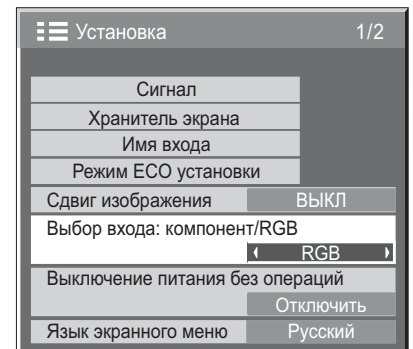 Установка 1/2
Сигнал
Хранитель экрана
Имя входа
Режим ECO установки
Сдвиг изображения ВЫКЛ
Выбор входа: компонент/RGB
RGB
Выключение питания без операций
Отключить
Язык экранного меню Русский